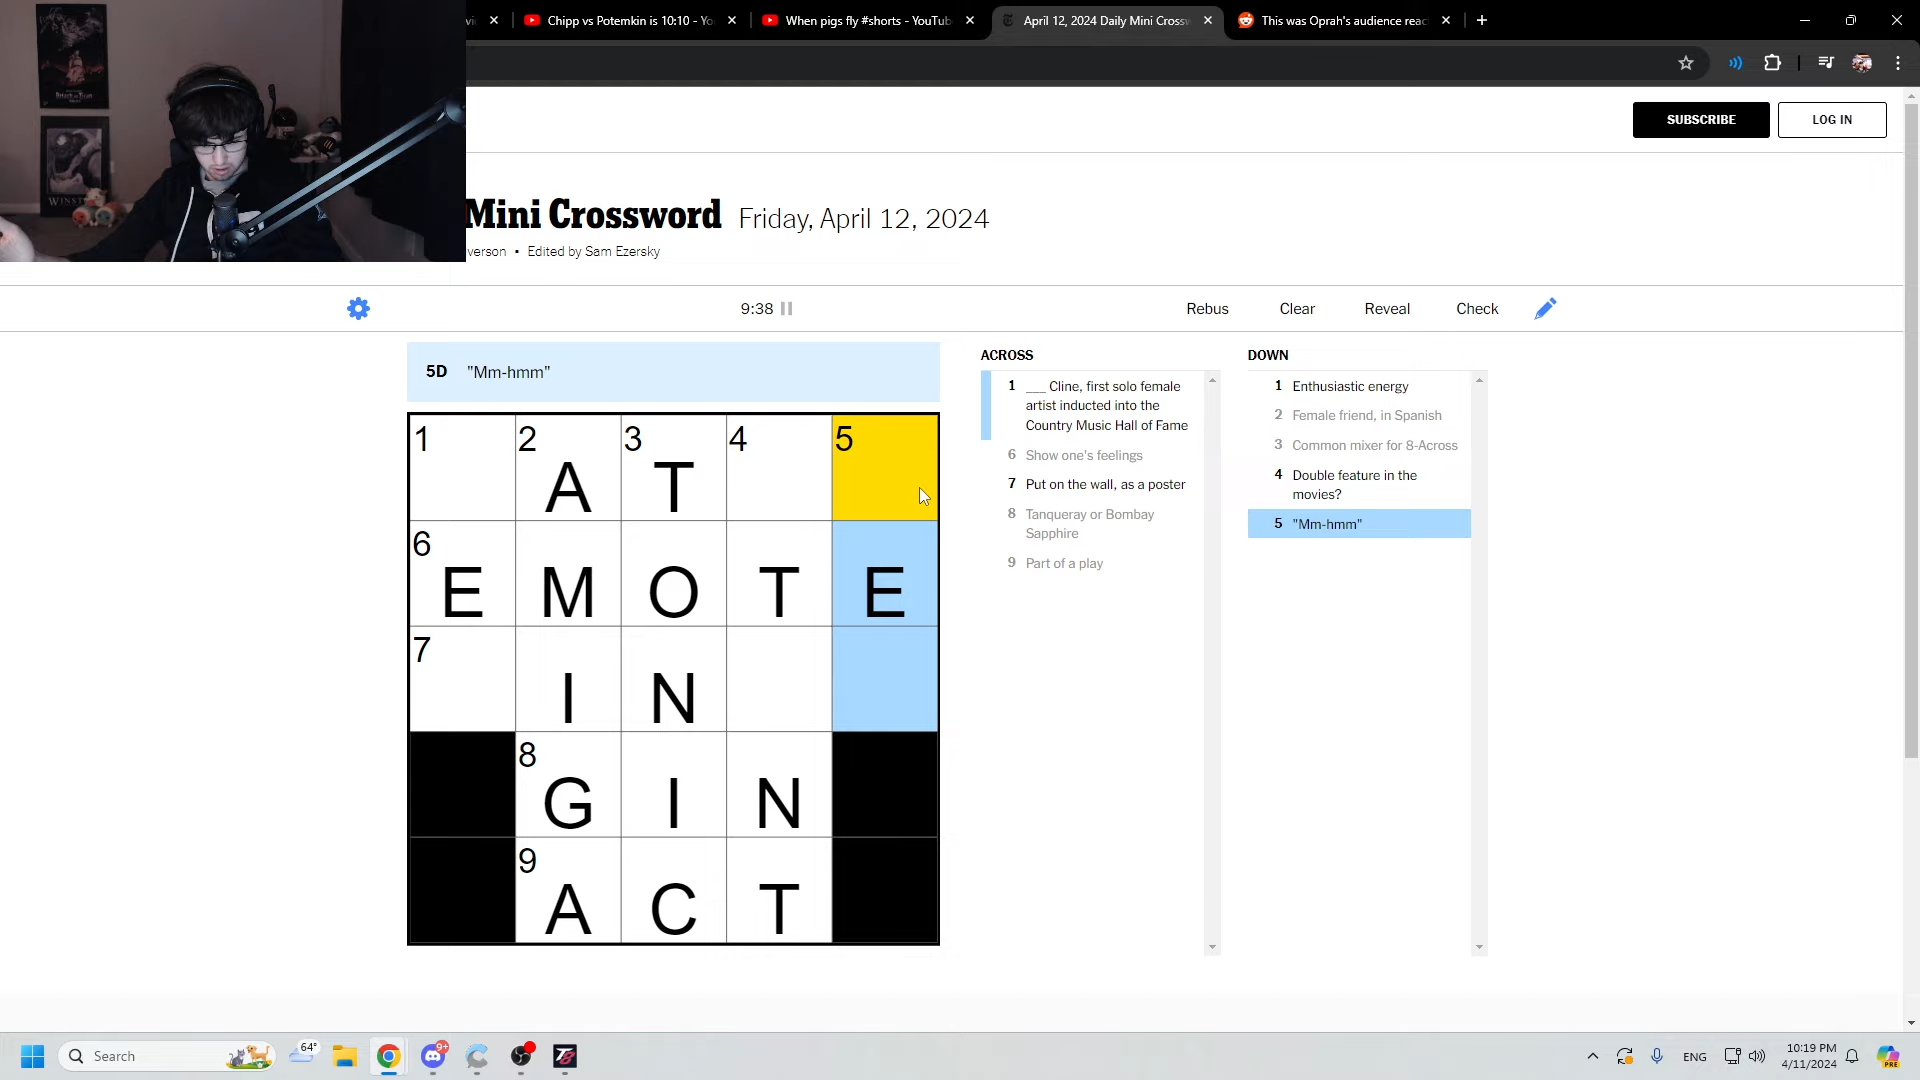 Chipp vs Potemkin is 10:10 - Yo
When pigs fly #shorts - YouTub
April 12, 2024 Daily Mini Crossw
This was Oprah's audience reac
SUBSCRIBE
LOG IN
Mini Crossword Friday, April 12, 2024
verson • Edited by Sam Ezersky
9:38
Rebus
Clear
Reveal
Check
5D "Mm-hmm"
1 2 A 3 T 4 5
6 E M O T E
7 I N
8 G I N
9 A C T
ACROSS
1 ___ Cline, first solo female
artist inducted into the
Country Music Hall of Fame
6 Show one's feelings
7 Put on the wall, as a poster
8 Tanqueray or Bombay
Sapphire
9 Part of a play
DOWN
1 Enthusiastic energy
2 Female friend, in Spanish
3 Common mixer for 8-Across
4 Double feature in the
movies?
5 "Mm-hmm"
Search
64°
9+
ENG
10:19 PM
4/11/2024
PRE